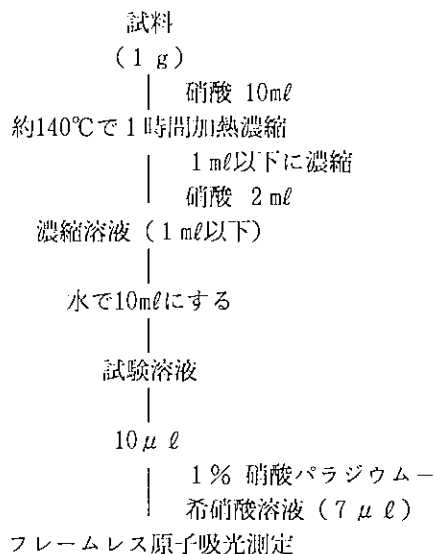 試料
(1 g)
硝酸 10mℓ
約140℃で1時間加熱濃縮
1mℓ以下に濃縮
硝酸 2mℓ
濃縮溶液(1mℓ以下)
水で10mℓにする
試験溶液
10μℓ
1% 硝酸パラジウム−
希硝酸溶液(7μℓ)
フレームレス原子吸光測定